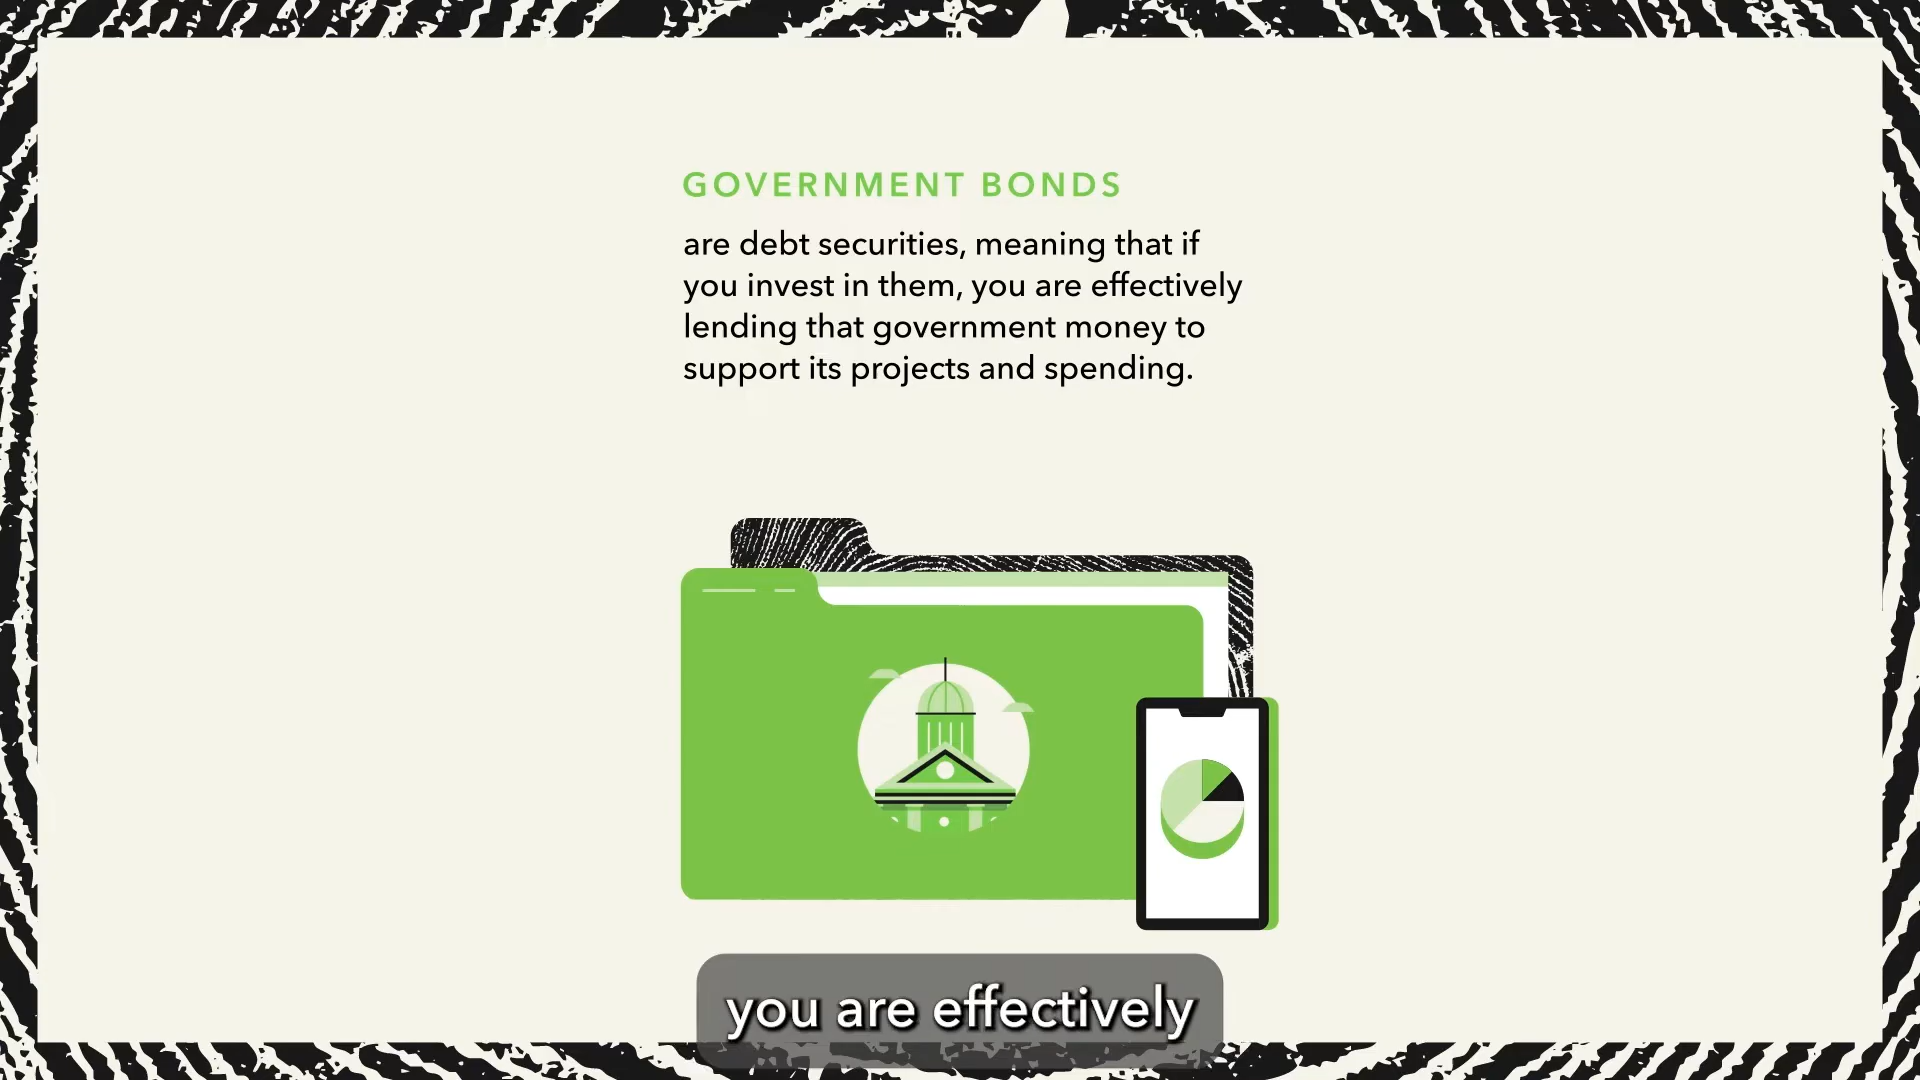 GOVERNMENT BONDS
are debt securities, meaning that if
you invest in them, you are effectively
lending that government money to
support its projects and spending.
you are effectively